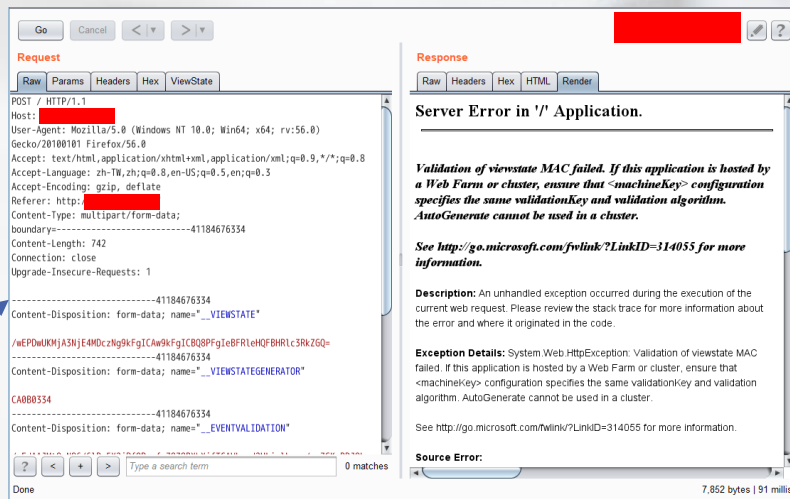 Go
Cancel
<
>
?
Request
Raw Params Headers Hex ViewState
POST / HTTP/1.1
Host:
User-Agent: Mozilla/5.0 (Windows NT 10.0; Win64; x64; rv:56.0)
Gecko/20100101 Firefox/56.0
Accept: text/html,application/xhtml+xml,application/xml;q=0.9,*/*;q=0.8
Accept-Language: zh-TW,zh;q=0.8,en-US;q=0.5,en;q=0.3
Accept-Encoding: gzip, deflate
Referer: http:/
Content-Type: multipart/form-data;
boundary=---------------------------41184676334
Content-Length: 742
Connection: close
Upgrade-Insecure-Requests: 1
-----------------------------41184676334
Content-Disposition: form-data; name="__VIEWSTATE"
/wEPDwUKMjA3NjE4MDczNg9kFgICAw9kFgICBQ8PFgIeBFRleHQFBHRlc3RkZGQ=
-----------------------------41184676334
Content-Disposition: form-data; name="__VIEWSTATEGENERATOR"
CA0B0334
-----------------------------41184676334
Content-Disposition: form-data; name="__EVENTVALIDATION"
? < + > Type a search term 0 matches
Done
Response
Raw Headers Hex HTML Render
Server Error in '/' Application.
Validation of viewstate MAC failed. If this application is hosted by
a Web Farm or cluster, ensure that <machineKey> configuration
specifies the same validationKey and validation algorithm.
AutoGenerate cannot be used in a cluster.
See http://go.microsoft.com/fwlink/?LinkID=314055 for more
information.
Description: An unhandled exception occurred during the execution of the
current web request. Please review the stack trace for more information about
the error and where it originated in the code.
Exception Details: System.Web.HttpException: Validation of viewstate MAC
failed. If this application is hosted by a Web Farm or cluster, ensure that
<machineKey> configuration specifies the same validationKey and validation
algorithm. AutoGenerate cannot be used in a cluster.
See http://go.microsoft.com/fwlink/?LinkID=314055 for more information.
Source Error:
7,852 bytes | 91 millis